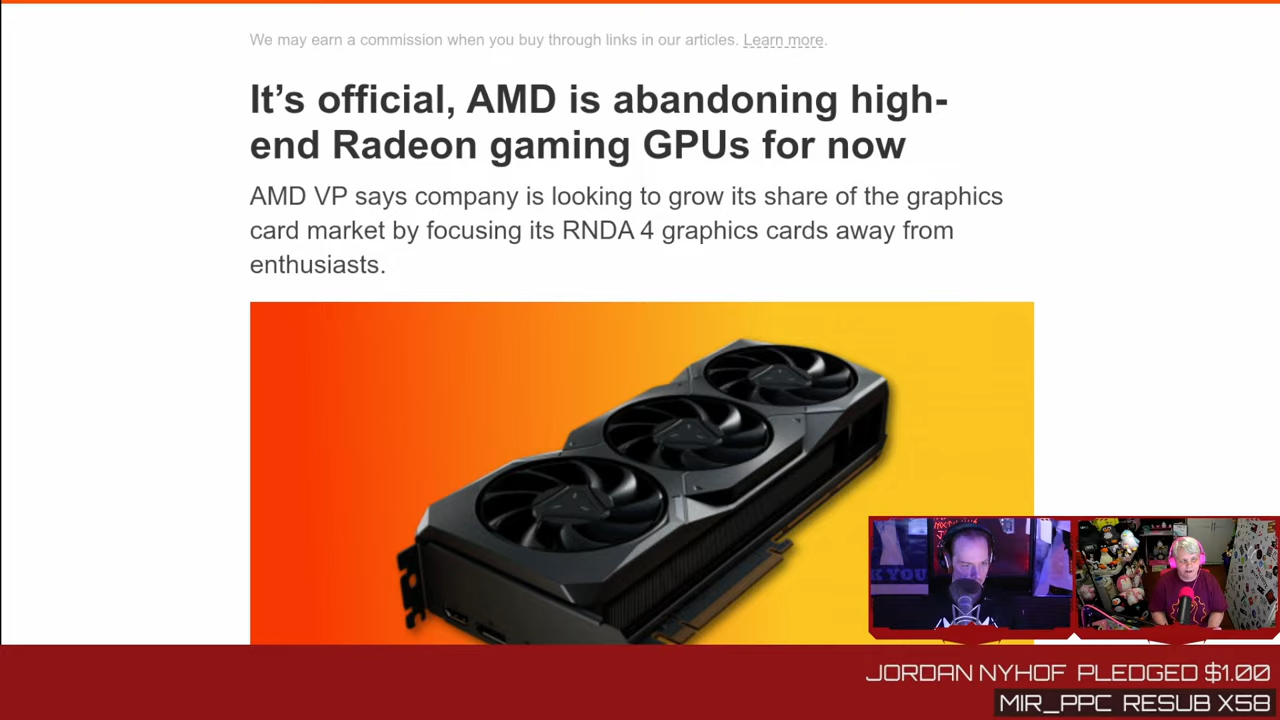 We may earn a commission when you buy through links in our articles. Learn more.
It's official, AMD is abandoning high-
end Radeon gaming GPUs for now
AMD VP says company is looking to grow its share of the graphics
card market by focusing its RNDA 4 graphics cards away from
enthusiasts.
K YOU
JORDAN NYHOF PLEDGED $1.00
MIR_PPC RESUB X58